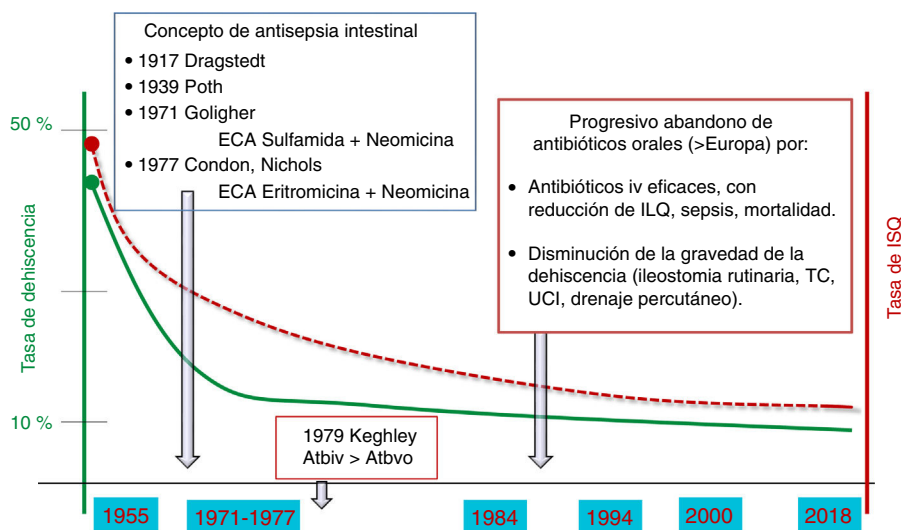 Concepto de antisepsia intestinal
• 1917 Dragstedt
• 1939 Poth
• 1971 Goligher
ECA Sulfamida + Neomicina
• 1977 Condon, Nichols
ECA Eritromicina + Neomicina
Progresivo abandono de
antibióticos orales (>Europa) por:
• Antibióticos iv eficaces, con
reducción de ILQ, sepsis, mortalidad.
• Disminución de la gravedad de la
dehiscencia (ileostomia rutinaria, TC,
UCI, drenaje percutáneo).
50 %
10 %
Tasa de dehiscencia
Tasa de ISQ
1979 Keghley
Atbiv > Atbvo
1955
1971-1977
1984
1994
2000
2018